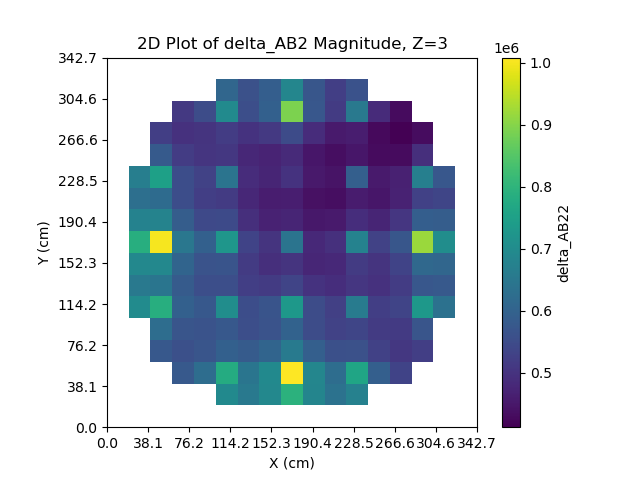 2D Plot of delta_AB2 Magnitude, Z=3
1e6
342.7
304.6
266.6
228.5
190.4
152.3
114.2
76.2
38.1
0.0
Y (cm)
0.0 38.1 76.2 114.2 152.3 190.4 228.5 266.6 304.6 342.7
X (cm)
1.0
0.9
0.8
0.7
0.6
0.5
delta_AB22